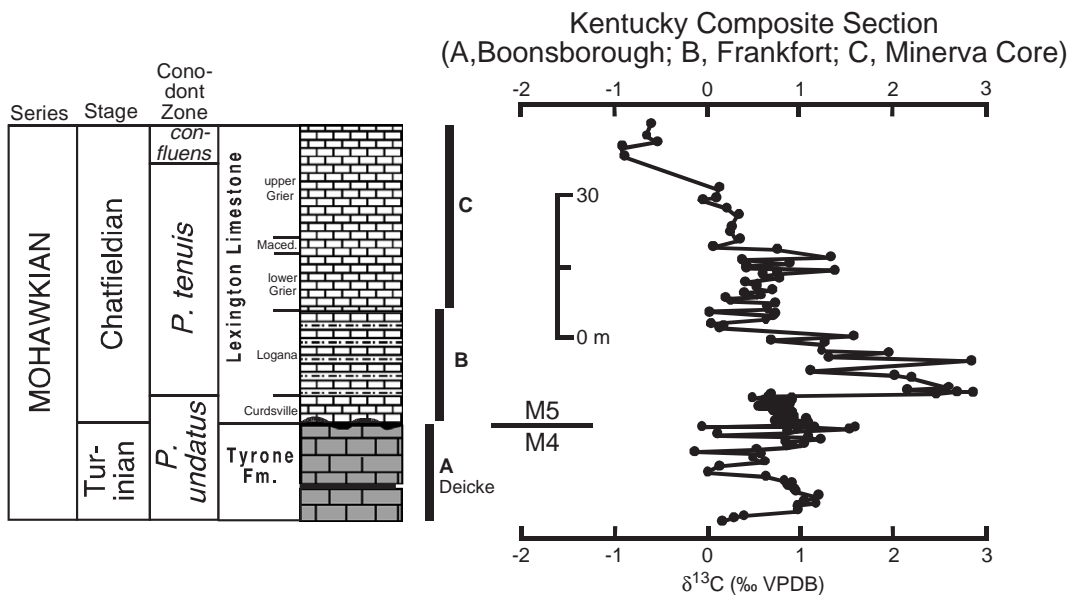 Kentucky Composite Section
(A,Boonsborough; B, Frankfort; C, Minerva Core)
Series
Stage
Cono-
dont
Zone
-2 -1 0 1 2 3
MOHAWKIAN
Chatfieldian
Tur-
inian
con-
fluens
P. tenuis
P.
undatus
Lexington Limestone
upper
Grier
Maced.
lower
Grier
Logana
Curdsville
Tyrone
Fm.
C
B
A
Deicke
30
0 m
M5
M4
-2 -1 0 1 2 3
δ¹³C (‰ VPDB)